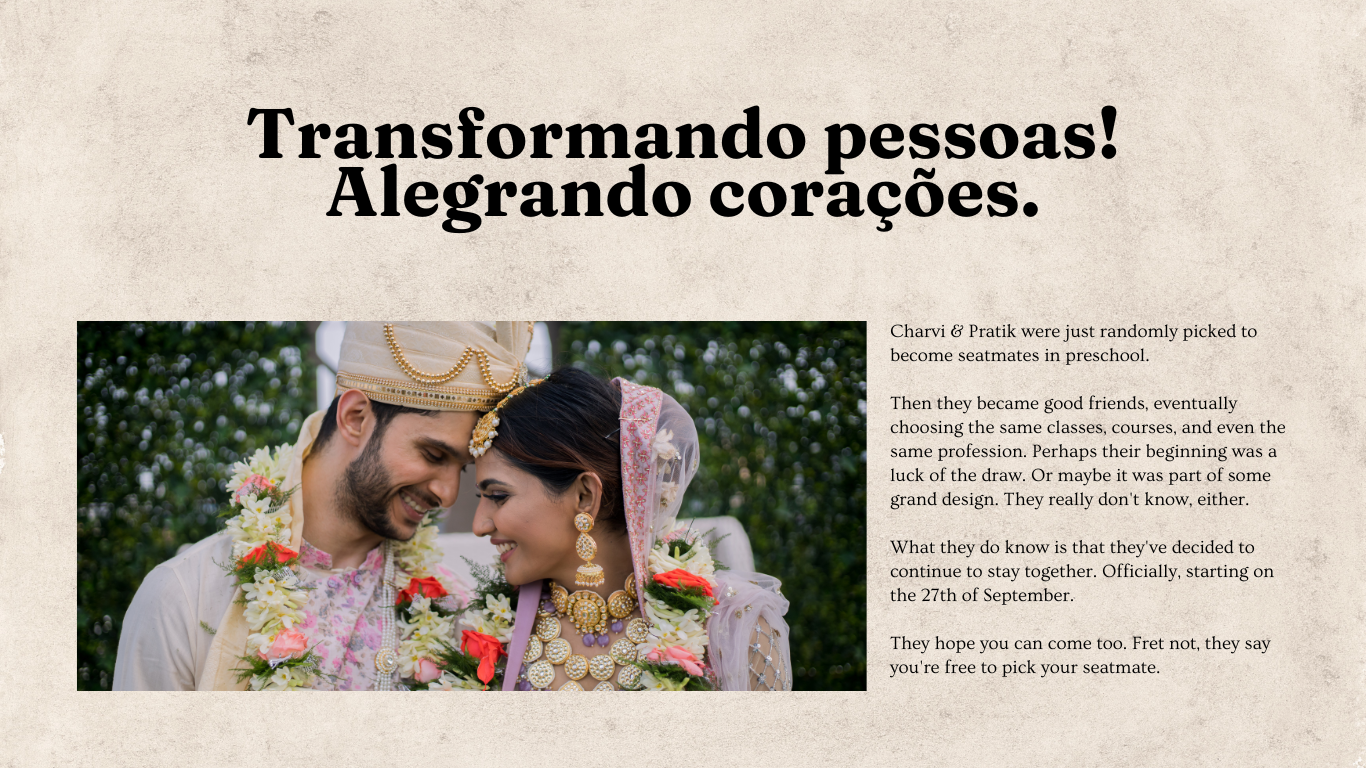 Transformando pessoas!
Alegrando corações.
Charvi & Pratik were just randomly picked to
become seatmates in preschool.
Then they became good friends, eventually
choosing the same classes, courses, and even the
same profession. Perhaps their beginning was a
luck of the draw. Or maybe it was part of some
grand design. They really don't know, either.
What they do know is that they've decided to
continue to stay together. Officially, starting on
the 27th of September.
They hope you can come too. Fret not, they say
you're free to pick your seatmate.